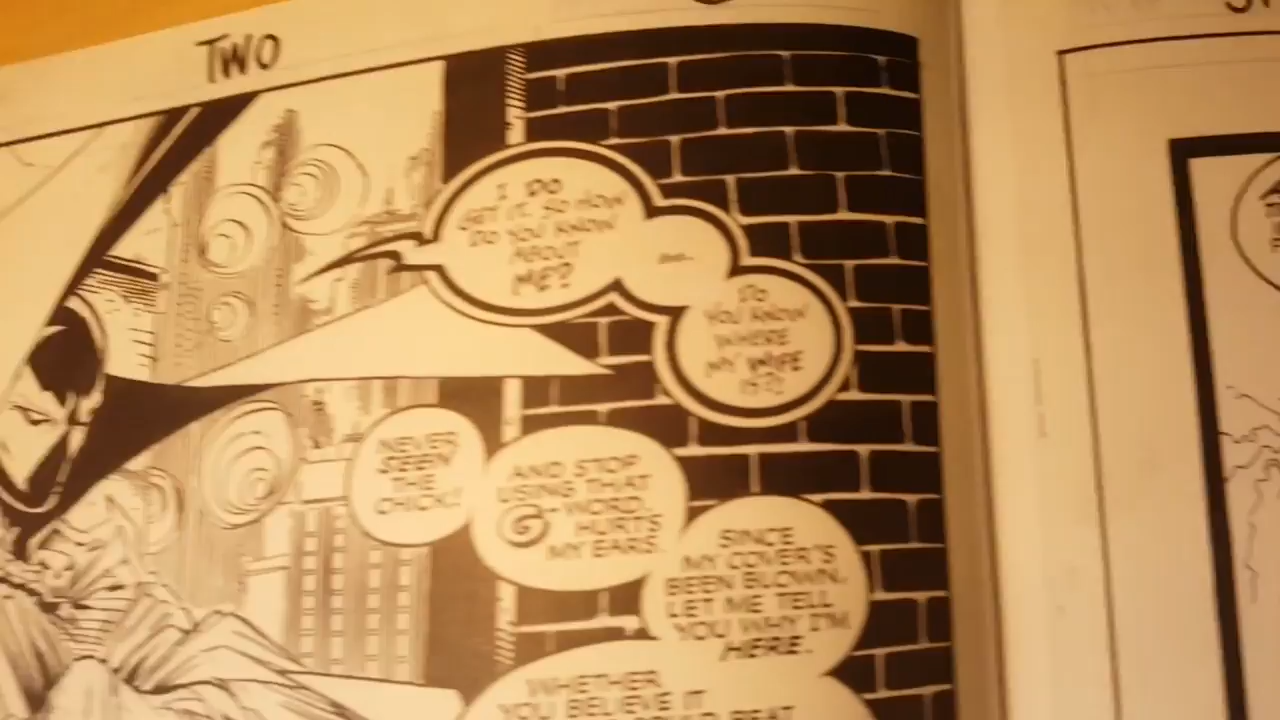 TWO
I DO
GET IT. SO HOW
DO YOU KNOW
ABOUT
ME?
DO
YOU KNOW
WHERE
MY WIFE
IS?
NEVER
SEEN
THE
CHICK!
AND STOP
USING THAT
G-WORD.
HURTS
MY EARS.
SINCE
MY COVER'S
BEEN BLOWN,
LET ME TELL
YOU WHY I'M
HERE.
WHETHER
YOU BELIEVE IT